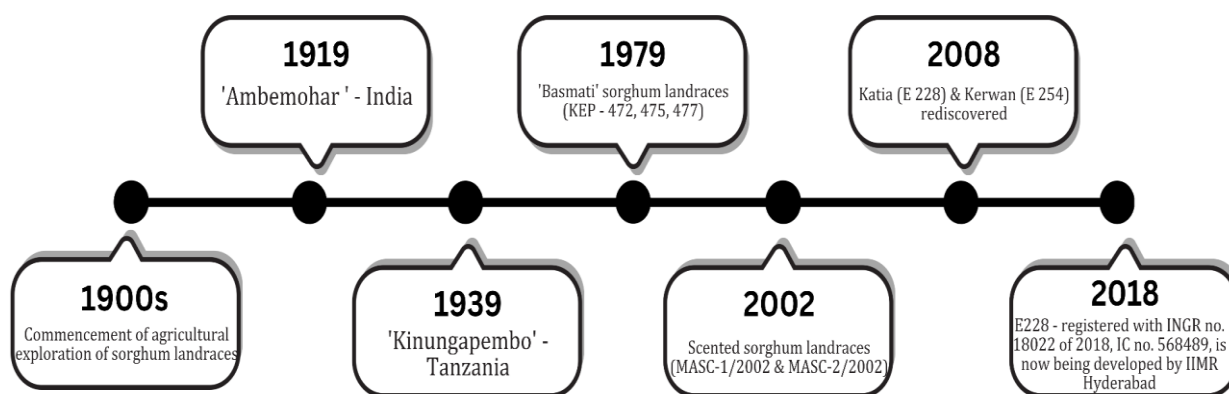 1900s
Commencement of agricultural
exploration of sorghum landraces
1919
'Ambemohar ' - India
1939
'Kinungapembo' -
Tanzania
1979
'Basmati' sorghum landraces
(KEP - 472, 475, 477)
2002
Scented sorghum landraces
(MASC-1/2002 & MASC-2/2002)
2008
Katia (E 228) & Kerwan (E 254)
rediscovered
2018
E228 - registered with INGR no.
18022 of 2018, IC no. 568489, is
now being developed by IIMR
Hyderabad